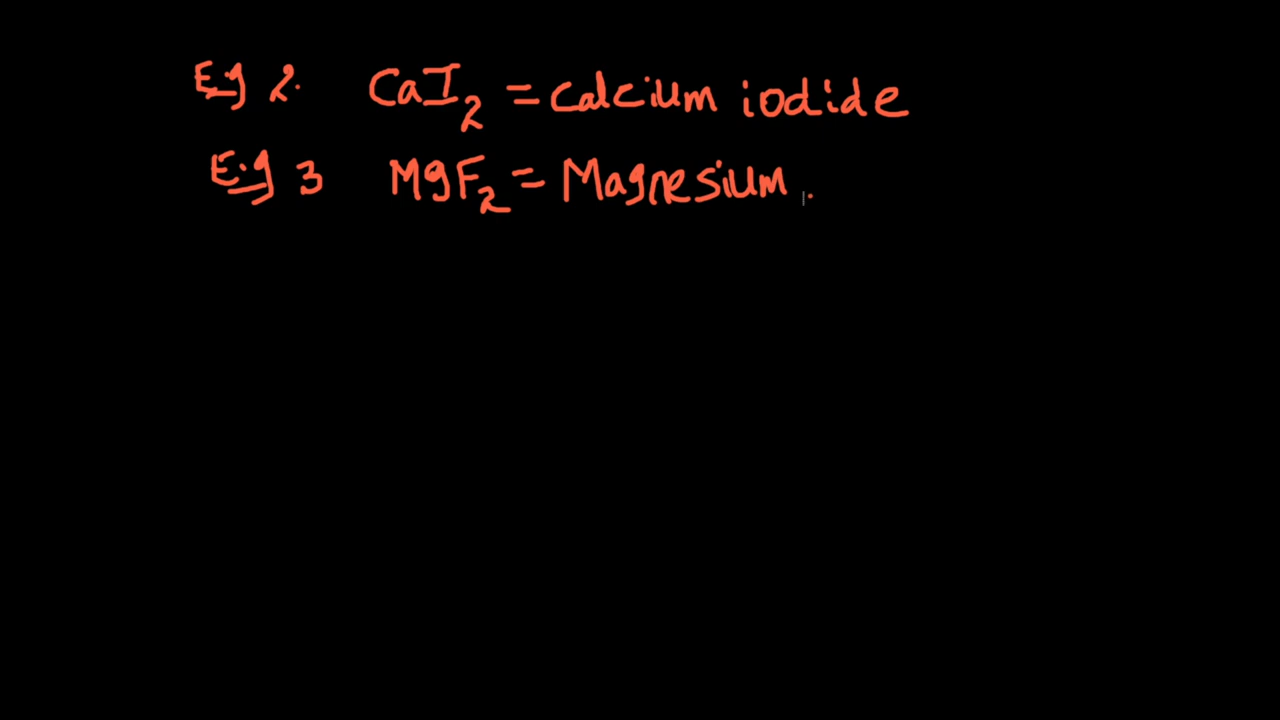 E.g 2. CaI₂ = Calcium iodide
E.g 3 MgF₂ = Magnesium